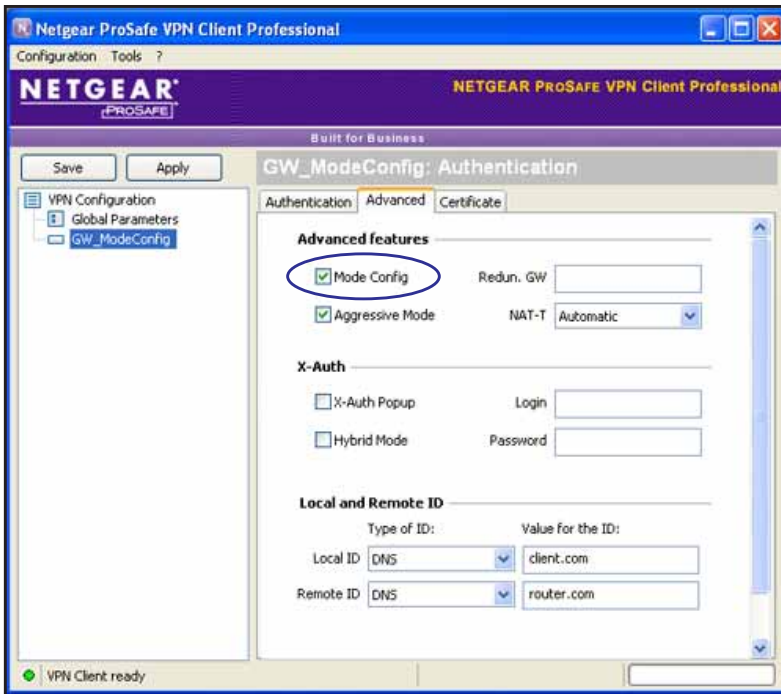 Netgear ProSafe VPN Client Professional
Configuration Tools ?
NETGEAR®
PROSAFE
NETGEAR PROSAFE VPN Client Professional
Built for Business
Save Apply
GW_ModeConfig: Authentication
VPN Configuration
Global Parameters
GW_ModeConfig
Authentication Advanced Certificate
Advanced features
Mode Config Redun. GW
Aggressive Mode NAT-T Automatic
X-Auth
X-Auth Popup Login
Hybrid Mode Password
Local and Remote ID
Type of ID: Value for the ID:
Local ID DNS client.com
Remote ID DNS router.com
VPN Client ready